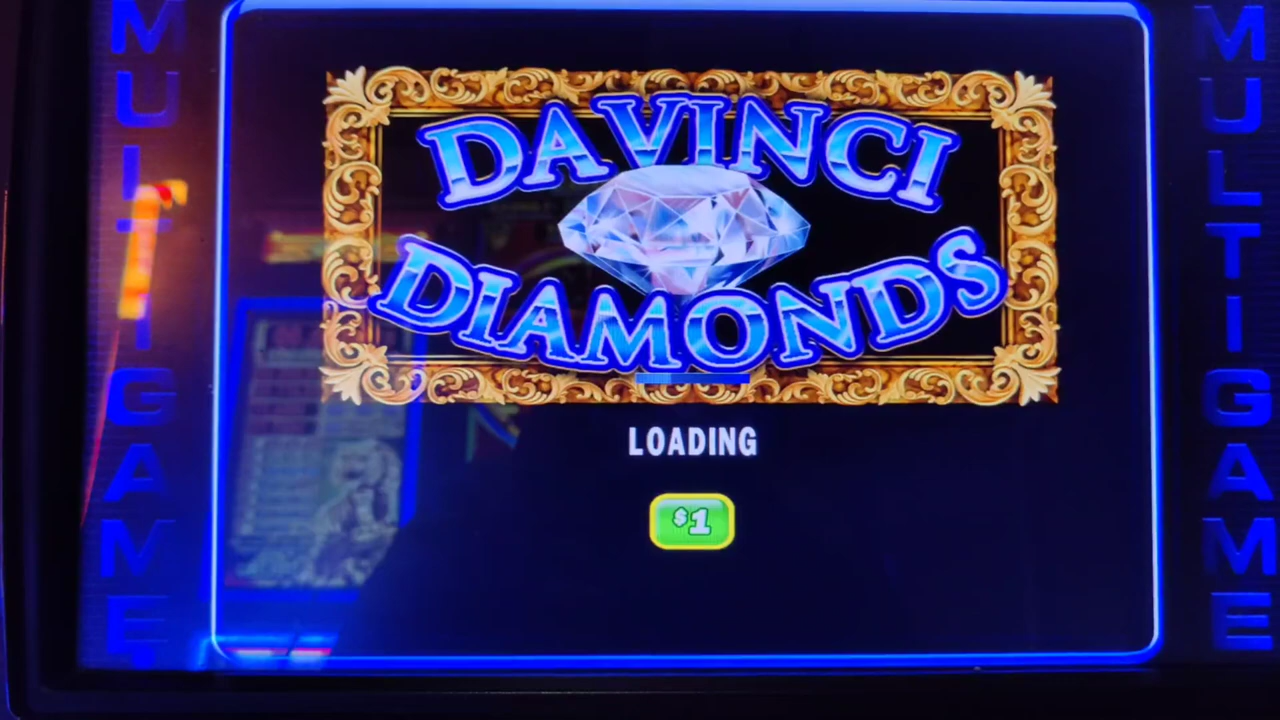 MULTIGAME
DAVINCI
DIAMONDS
LOADING
$1
MULTIGAME